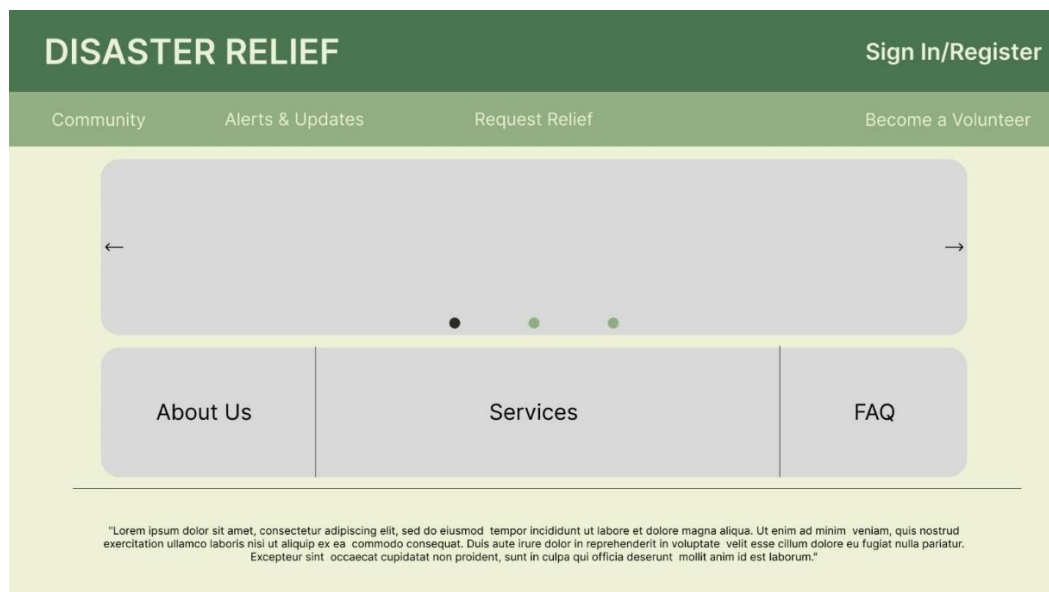 DISASTER RELIEF
Sign In/Register
Community
Alerts & Updates
Request Relief
Become a Volunteer
←
→
About Us
Services
FAQ
"Lorem ipsum dolor sit amet, consectetur adipiscing elit, sed do eiusmod tempor incididunt ut labore et dolore magna aliqua. Ut enim ad minim veniam, quis nostrud
exercitation ullamco laboris nisi ut aliquip ex ea commodo consequat. Duis aute irure dolor in reprehenderit in voluptate velit esse cillum dolore eu fugiat nulla pariatur.
Excepteur sint occaecat cupidatat non proident, sunt in culpa qui officia deserunt mollit anim id est laborum."